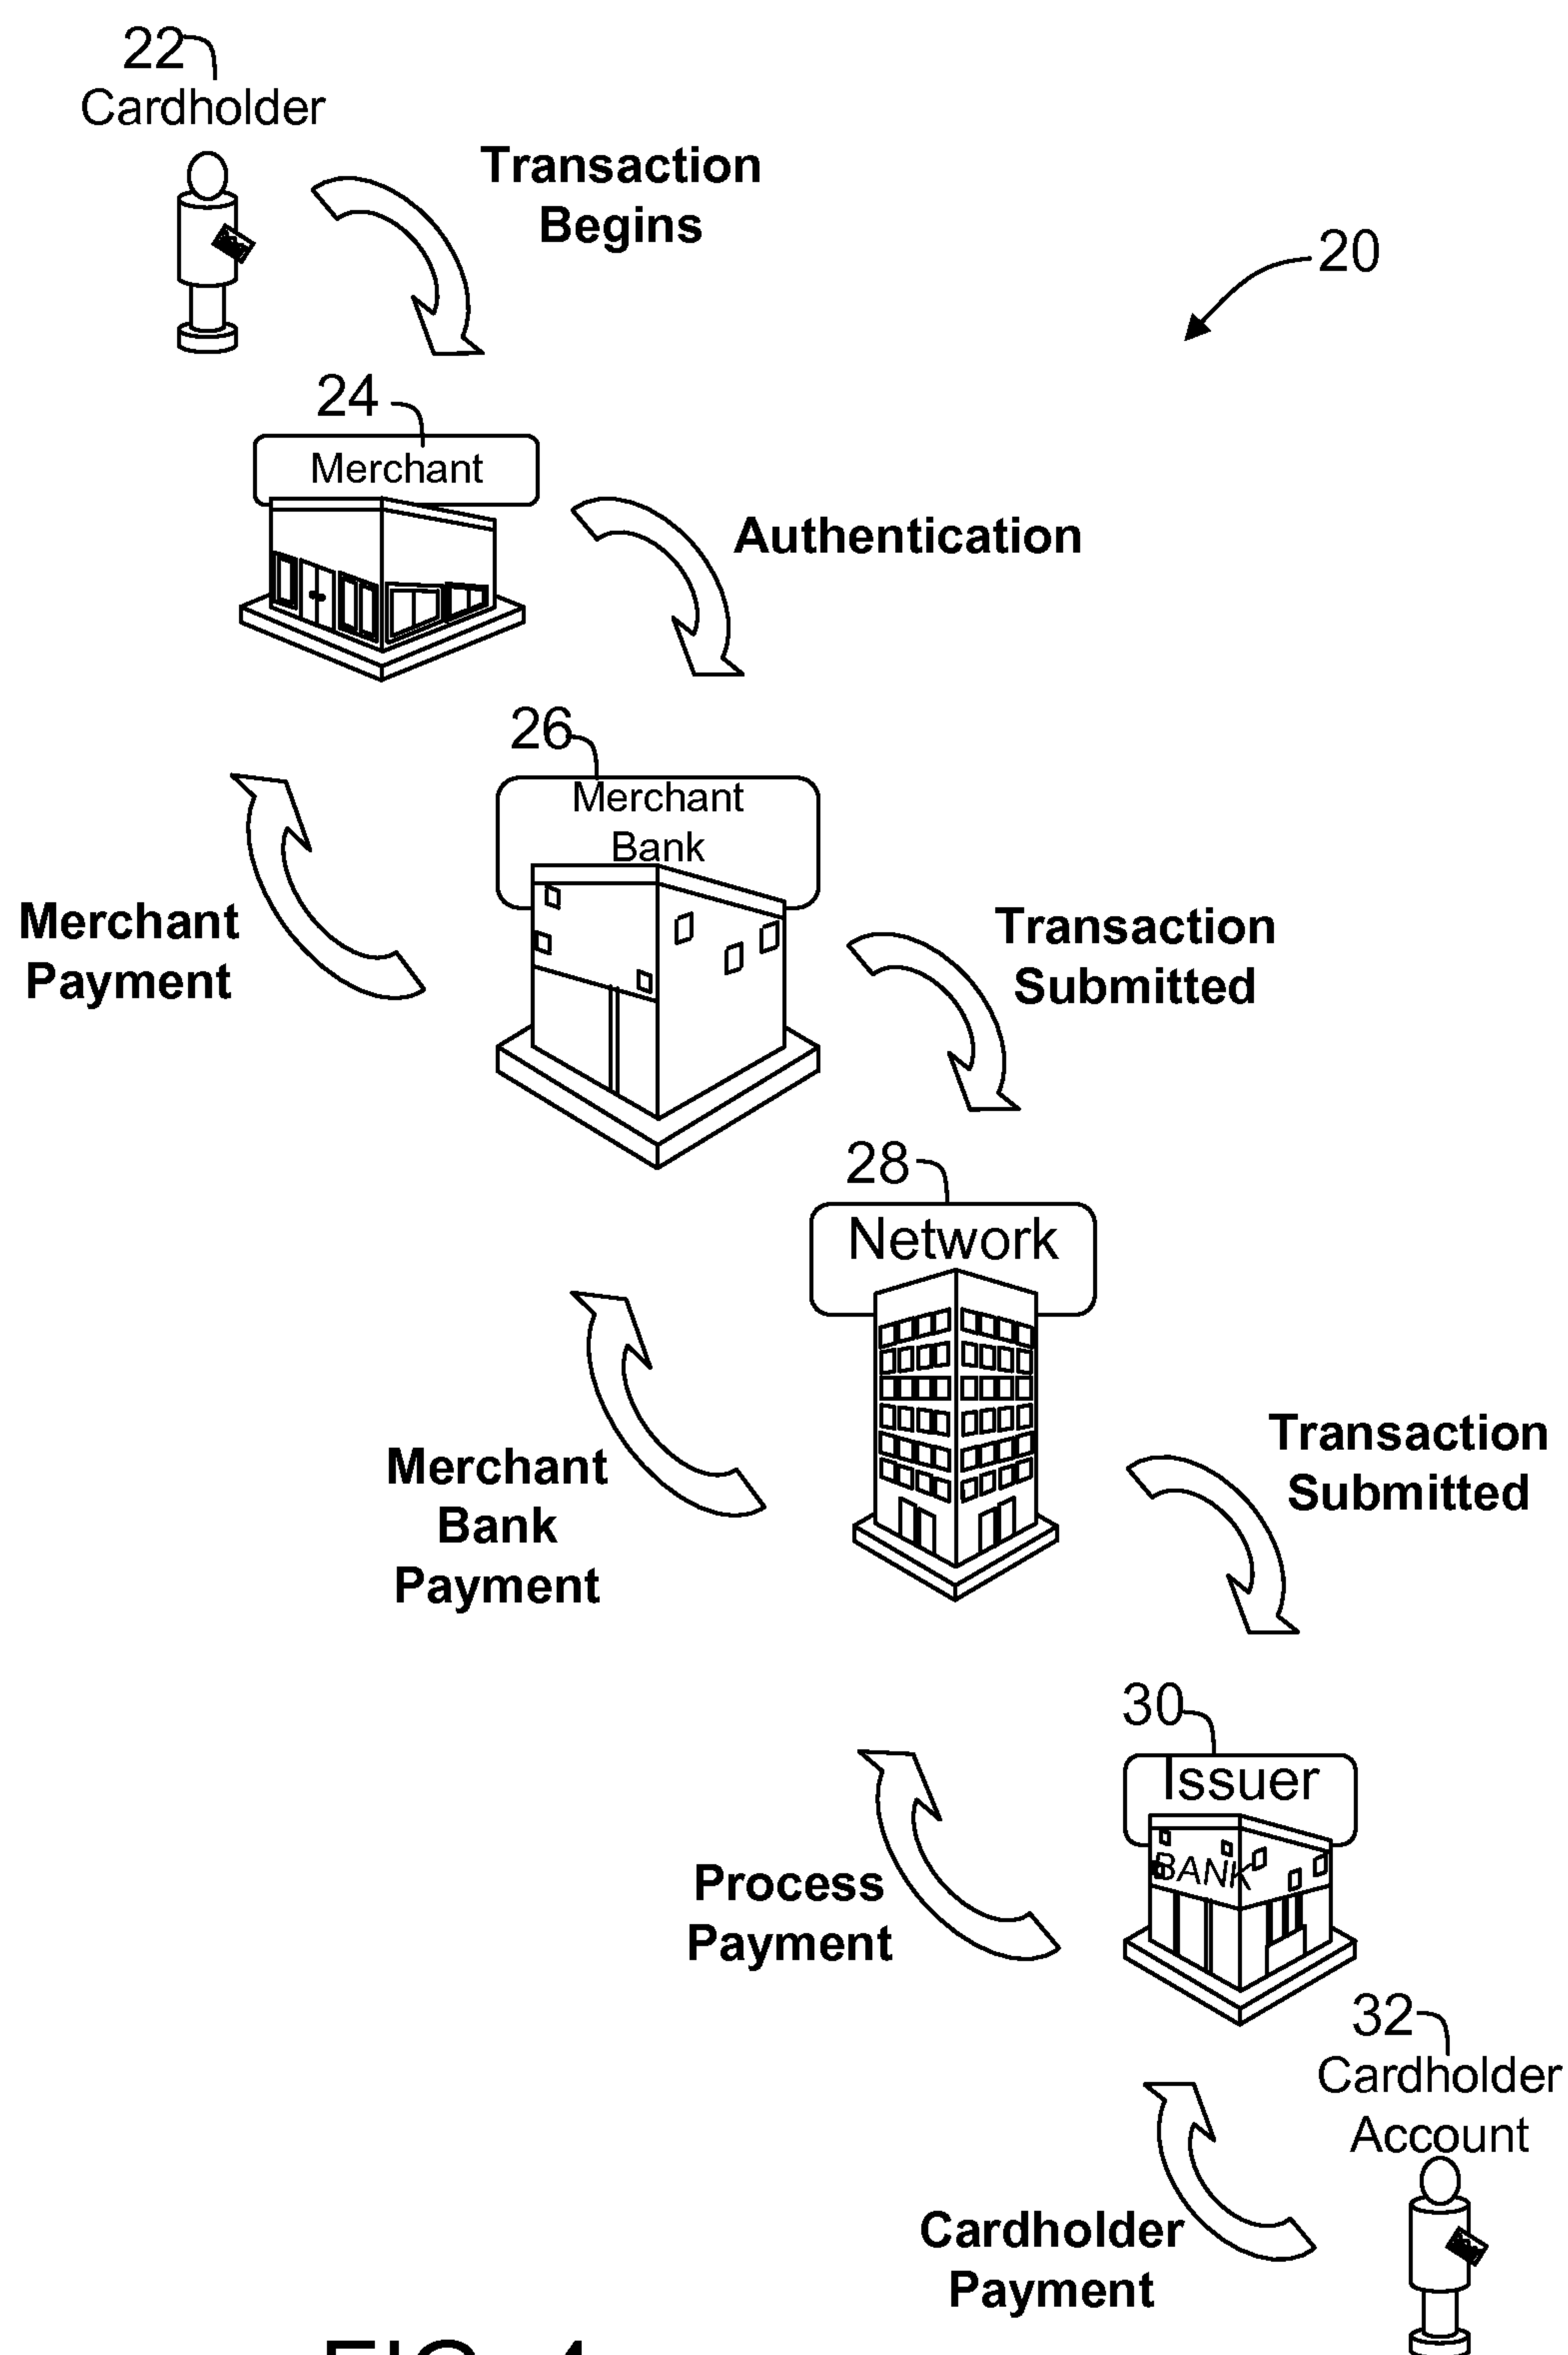 22
Cardholder
Transaction
Begins
20
24
Merchant
Authentication
26
Merchant
Bank
Merchant
Payment
Transaction
Submitted
28
Network
Merchant
Bank
Payment
Transaction
Submitted
30
Issuer
BANK
Process
Payment
32
Cardholder
Account
Cardholder
Payment